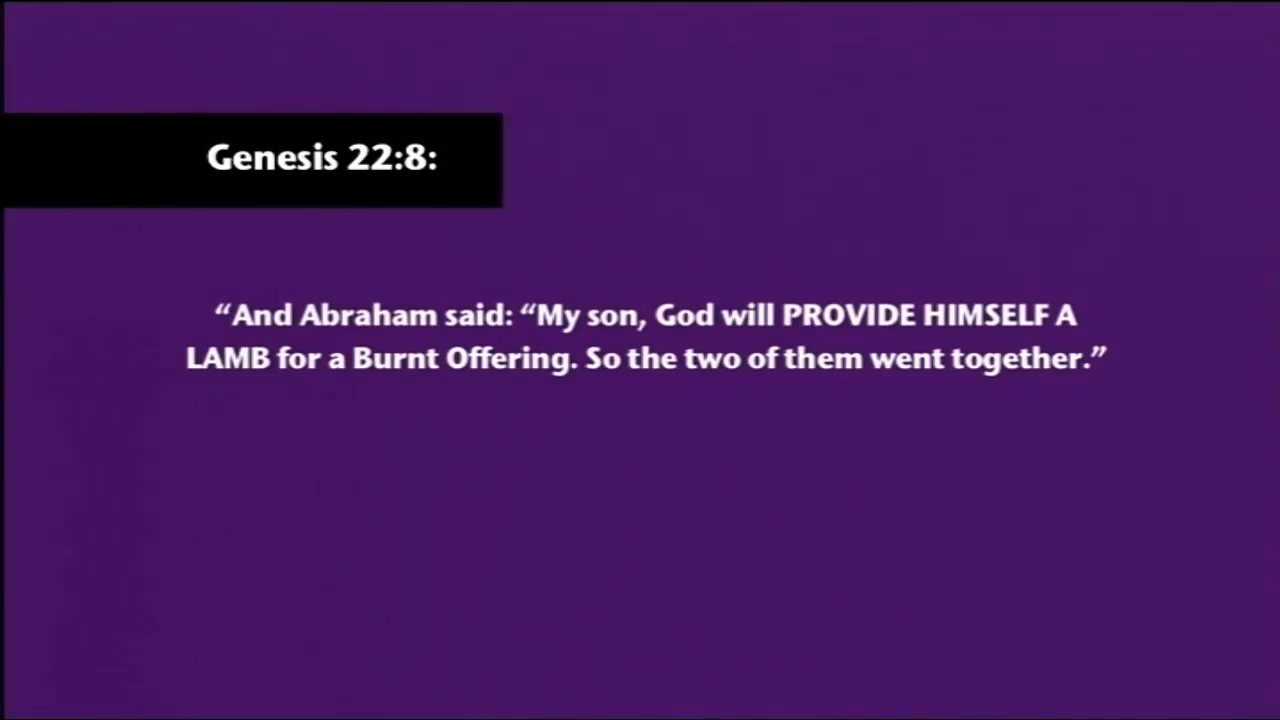 Genesis 22:8:
“And Abraham said: “My son, God will PROVIDE HIMSELF A
LAMB for a Burnt Offering. So the two of them went together.”